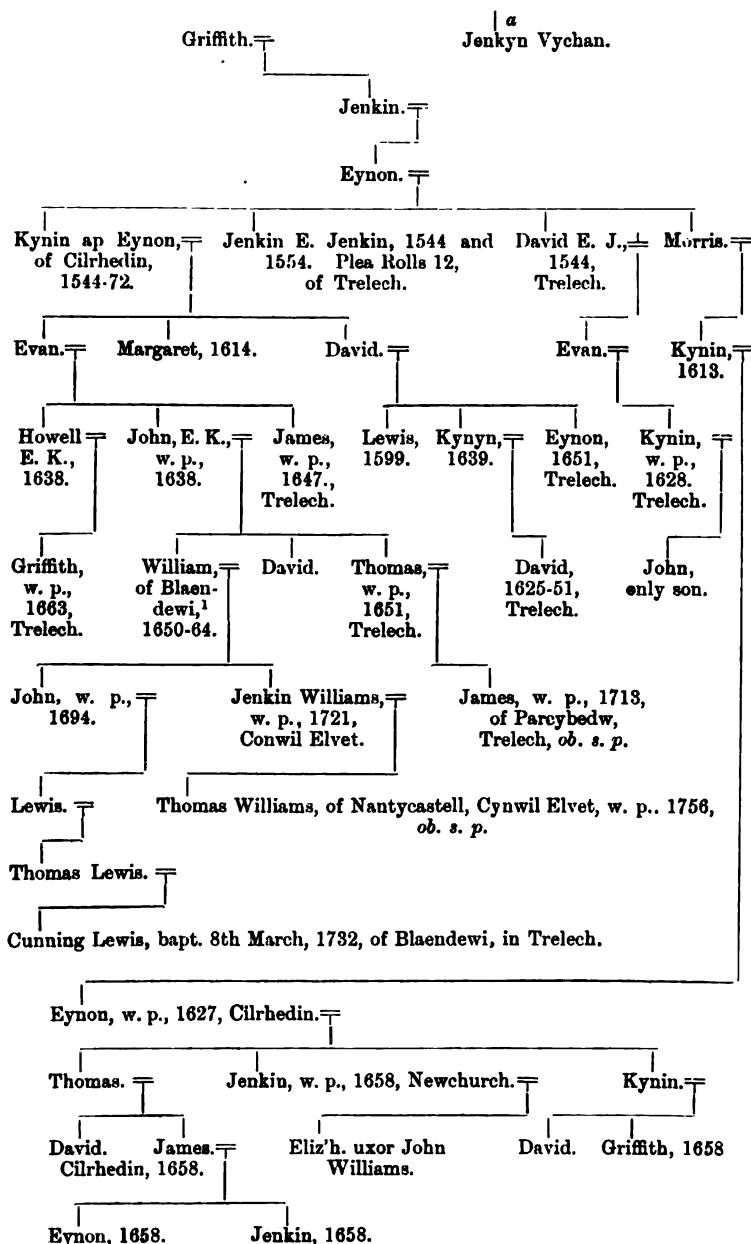 a
Griffith. Jenkyn Vychan.
Jenkin.
Eynon.
Kynin ap Eynon, Jenkin E. Jenkin, 1544 and David E. J., Morris.
of Cilrhedin, 1554. Plea Rolls 12, 1544,
1544-72. of Trelech. Trelech.
Evan. Margaret, 1614. David. Evan. Kynin,
1613.
Howell John, E. K., James, Lewis, Kynyn, Eynon, Kynin,
E. K., w. p., w. p., 1599. 1639. 1651, w. p.,
1638. 1638. 1647., Trelech. 1628.
Trelech. Trelech.
Griffith, William, David. Thomas, David, John,
w. p., of Blaen- w. p., 1625-51, only son.
1663, dewi,¹ 1651, Trelech.
Trelech. 1650-64. Trelech.
John, w. p., Jenkin Williams, James, w. p., 1713,
1694. w. p., 1721, of Parcybedw,
Conwil Elvet. Trelech, ob. s. p.
Lewis. Thomas Williams, of Nantycastell, Cynwil Elvet, w. p.. 1756,
ob. s. p.
Thomas Lewis.
Cunning Lewis, bapt. 8th March, 1732, of Blaendewi, in Trelech.
Eynon, w. p., 1627, Cilrhedin.
Thomas. Jenkin, w. p., 1658, Newchurch. Kynin.
David. James. Eliz'h. uxor John David. Griffith, 1658
Cilrhedin, 1658. Williams.
Eynon, 1658. Jenkin, 1658.